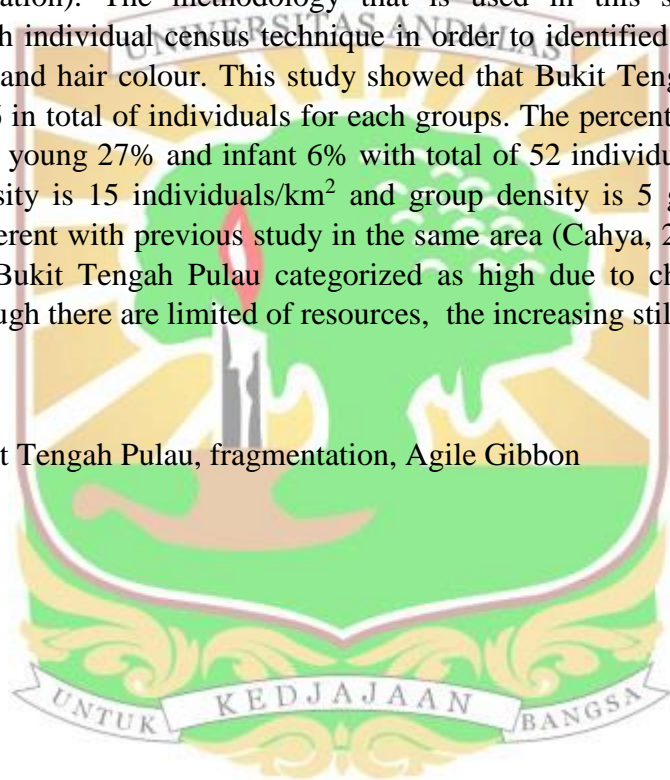 ation). The methodology that is used in this s
UNIVERSITAS ANDALAS
h individual census technique in order to identified
and hair colour. This study showed that Bukit Teng
in total of individuals for each groups. The percent
young 27% and infant 6% with total of 52 individu
sity is 15 individuals/km² and group density is 5
erent with previous study in the same area (Cahya, 2
Bukit Tengah Pulau categorized as high due to ch
ugh there are limited of resources, the increasing stil
t Tengah Pulau, fragmentation, Agile Gibbon
UNTUK KEDJAJAAN BANGSA